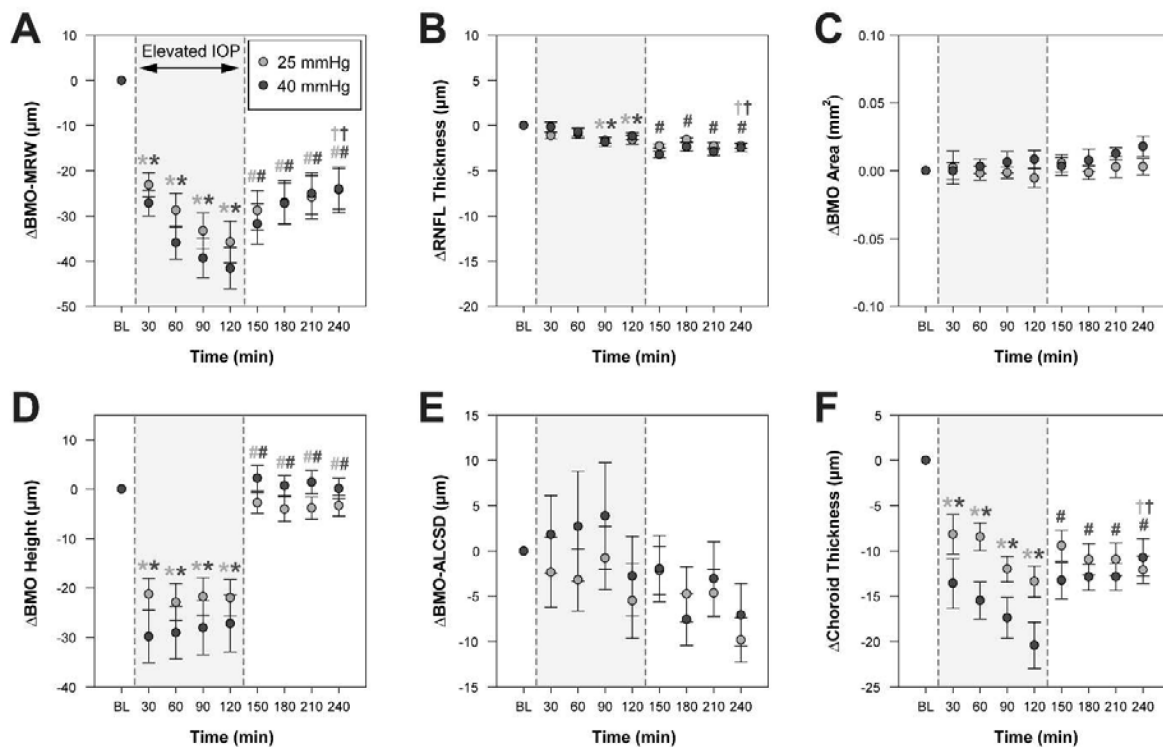 A
Elevated IOP
25 mmHg
40 mmHg
ΔBMO-MRW (μm)
10
0
-10
-20
-30
-40
-50
** ** ** ** ## ## ## ##
††
BL 30 60 90 120 150 180 210 240
Time (min)
B
ΔRNFL Thickness (μm)
10
5
0
-5
-10
-15
-20
** ** # # # #
††
BL 30 60 90 120 150 180 210 240
Time (min)
C
ΔBMO Area (mm²)
0.10
0.05
0.00
-0.05
-0.10
BL 30 60 90 120 150 180 210 240
Time (min)
D
ΔBMO Height (μm)
10
0
-10
-20
-30
-40
** ** ** ** ## ## ## ##
BL 30 60 90 120 150 180 210 240
Time (min)
E
ΔBMO-ALCSD (μm)
15
10
5
0
-5
-10
-15
BL 30 60 90 120 150 180 210 240
Time (min)
F
ΔChoroid Thickness (μm)
5
0
-5
-10
-15
-20
-25
** ** ** ** # # # #
††
BL 30 60 90 120 150 180 210 240
Time (min)